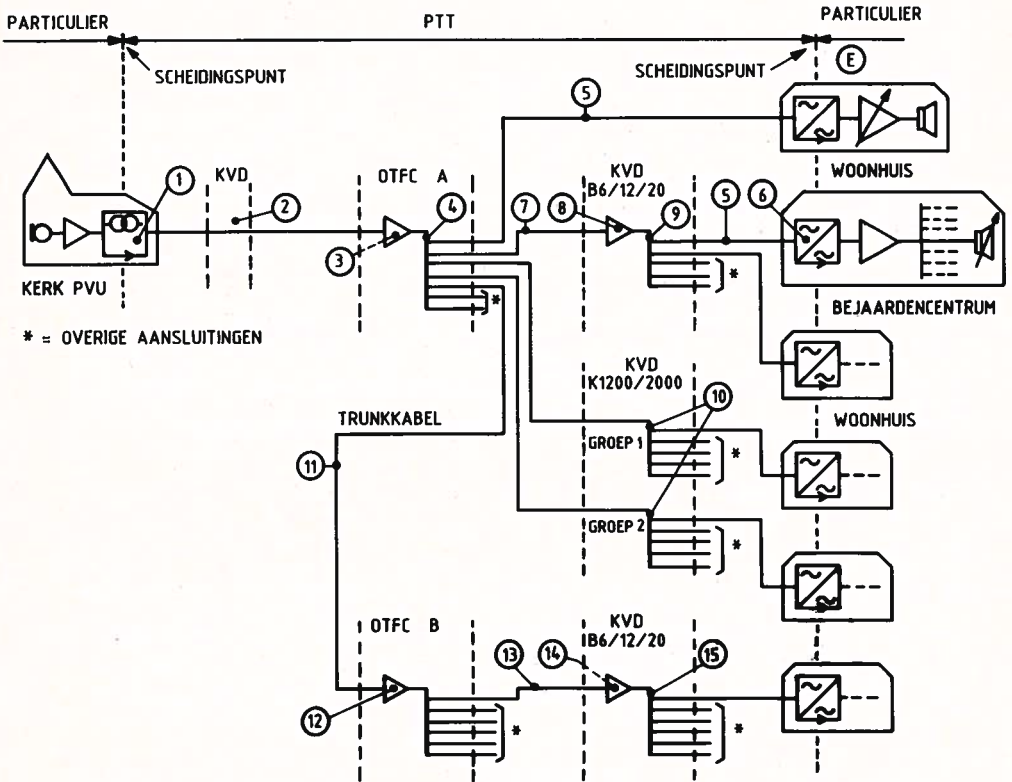 PARTICULIER
PTT
PARTICULIER
SCHEIDINGSPUNT
SCHEIDINGSPUNT
E
5
WOONHUIS
KVD
OTFC A
KVD
B6/12/20
1
2
3
4
7
8
9
5
6
KERK PVU
*
*
BEJAARDENCENTRUM
* = OVERIGE AANSLUITINGEN
KVD
K1200/2000
10
TRUNKKABEL
WOONHUIS
GROEP 1
*
11
GROEP 2
*
OTFC B
KVD
B6/12/20
12
13
14
15
*
*